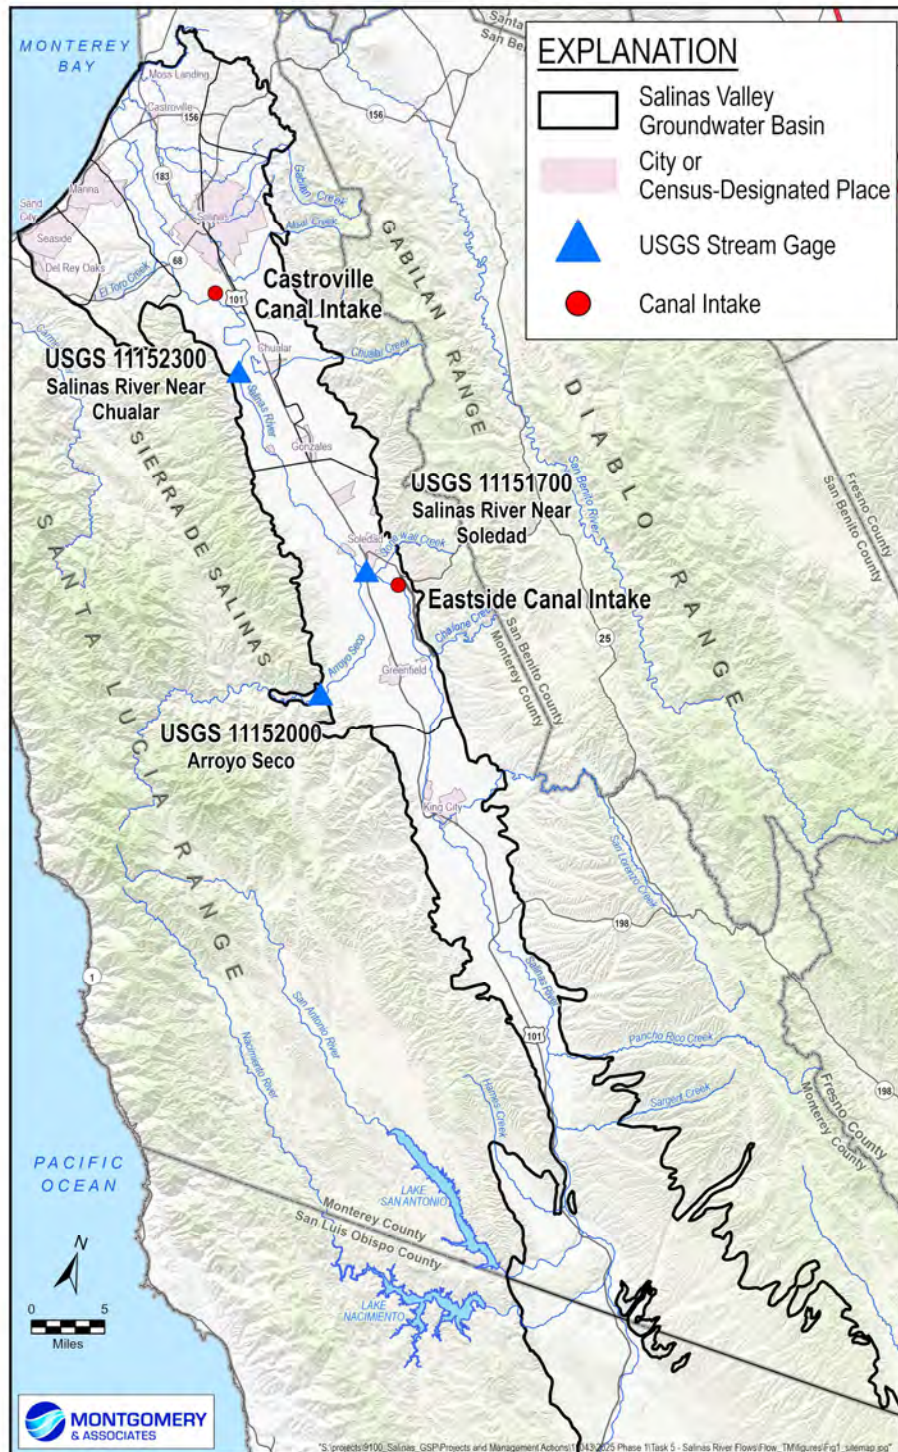 MONTEREY
BAY
Santa
San Be
EXPLANATION
Salinas Valley
Groundwater Basin
City or
Census-Designated Place
USGS Stream Gage
Canal Intake
Moss Landing
Castroville
156
156
183
Gabilan Creek
Salinas
Alisal Creek
Marina
Sand
City
Seaside
Del Rey Oaks
68
El Toro Creek
101
Castroville
Canal Intake
GABILAN RANGE
DIABLO RANGE
Chualar
Chualar Creek
USGS 11152300
Salinas River Near
Chualar
Salinas River
Gonzales
San Benito River
Fresno County
San Benito County
SIERRA DE SALINAS
SANTA LUCIA RANGE
USGS 11151700
Salinas River Near
Soledad
Soledad
Eastside Canal Intake
Chalone Creek
San Benito County
Monterey County
25
Arroyo Seco
Greenfield
USGS 11152000
Arroyo Seco
King City
San Lorenzo Creek
198
Salinas River
1
San Antonio River
Nacimiento River
101
Pancho Rico Creek
Hames Creek
Sargent Creek
198
Fresno County
Monterey County
PACIFIC
OCEAN
LAKE
SAN ANTONIO
Monterey County
San Luis Obispo County
N
0 5
Miles
LAKE
NACIMIENTO
MONTGOMERY
& ASSOCIATES